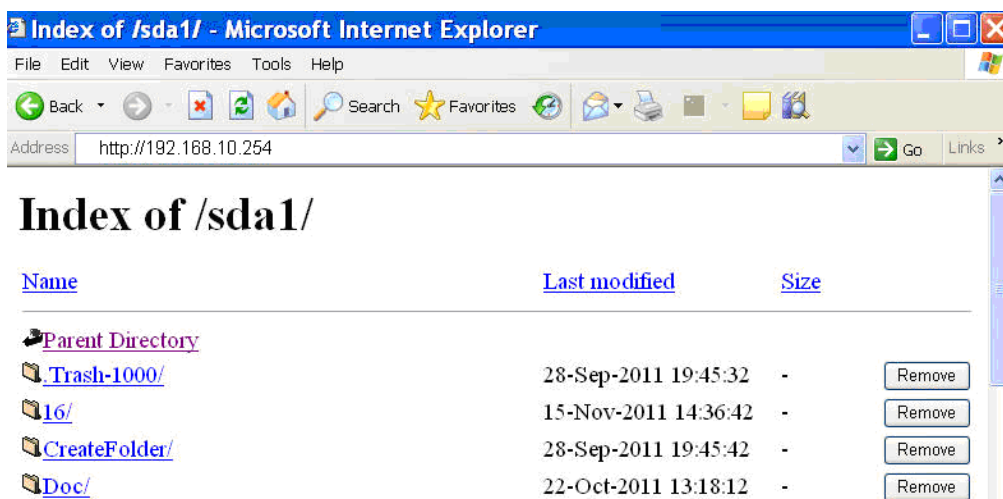 Index of /sda1/ - Microsoft Internet Explorer
File Edit View Favorites Tools Help
Back Search Favorites
Address http://192.168.10.254 Go Links
Index of /sda1/
Name Last modified Size
Parent Directory
.Trash-1000/ 28-Sep-2011 19:45:32 - Remove
16/ 15-Nov-2011 14:36:42 - Remove
CreateFolder/ 28-Sep-2011 19:45:42 - Remove
Doc/ 22-Oct-2011 13:18:12 - Remove